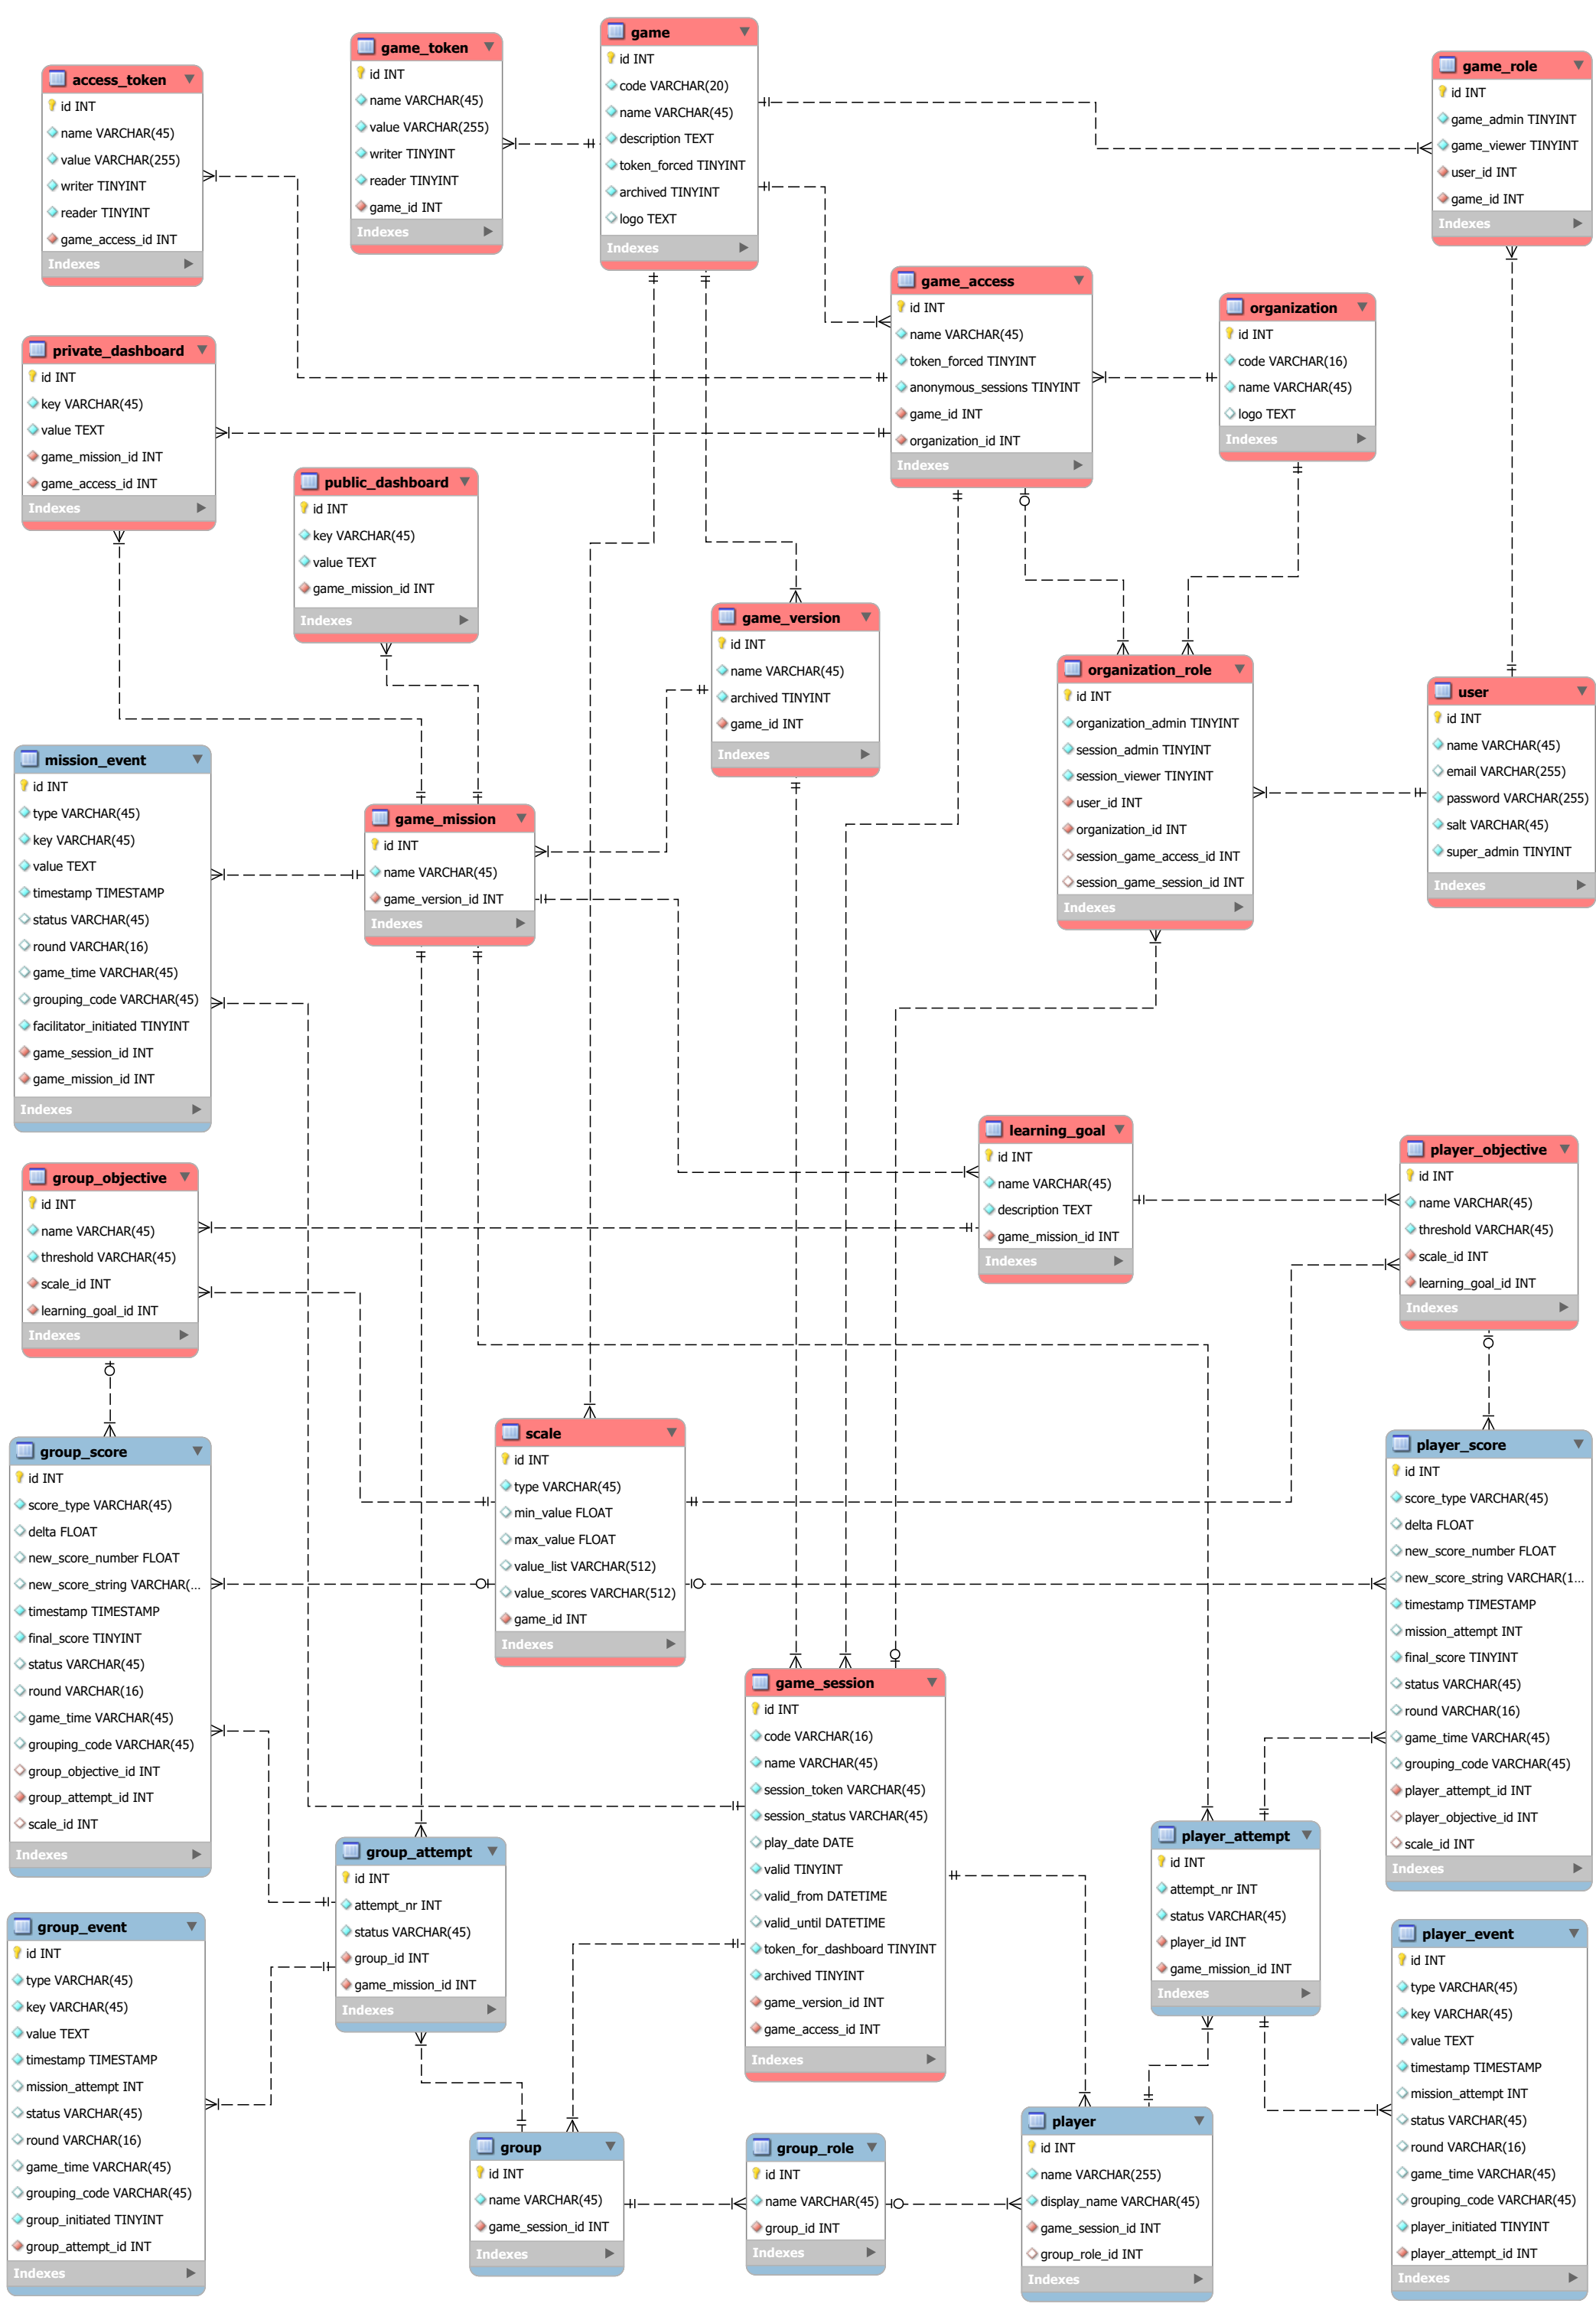 game
id INT
code VARCHAR(20)
name VARCHAR(45)
description TEXT
token_forced TINYINT
archived TINYINT
logo TEXT
Indexes
game_token
id INT
name VARCHAR(45)
value VARCHAR(255)
writer TINYINT
reader TINYINT
game_id INT
Indexes
access_token
id INT
name VARCHAR(45)
value VARCHAR(255)
writer TINYINT
reader TINYINT
game_access_id INT
Indexes
game_role
id INT
game_admin TINYINT
game_viewer TINYINT
user_id INT
game_id INT
Indexes
game_access
id INT
name VARCHAR(45)
token_forced TINYINT
anonymous_sessions TINYINT
game_id INT
organization_id INT
Indexes
organization
id INT
code VARCHAR(16)
name VARCHAR(45)
logo TEXT
Indexes
private_dashboard
id INT
key VARCHAR(45)
value TEXT
game_mission_id INT
game_access_id INT
Indexes
public_dashboard
id INT
key VARCHAR(45)
value TEXT
game_mission_id INT
Indexes
game_version
id INT
name VARCHAR(45)
archived TINYINT
game_id INT
Indexes
organization_role
id INT
organization_admin TINYINT
session_admin TINYINT
session_viewer TINYINT
user_id INT
organization_id INT
session_game_access_id INT
session_game_session_id INT
Indexes
user
id INT
name VARCHAR(45)
email VARCHAR(255)
password VARCHAR(255)
salt VARCHAR(45)
super_admin TINYINT
Indexes
mission_event
id INT
type VARCHAR(45)
key VARCHAR(45)
value TEXT
timestamp TIMESTAMP
status VARCHAR(45)
round VARCHAR(16)
game_time VARCHAR(45)
grouping_code VARCHAR(45)
facilitator_initiated TINYINT
game_session_id INT
game_mission_id INT
Indexes
game_mission
id INT
name VARCHAR(45)
game_version_id INT
Indexes
learning_goal
id INT
name VARCHAR(45)
description TEXT
game_mission_id INT
Indexes
player_objective
id INT
name VARCHAR(45)
threshold VARCHAR(45)
scale_id INT
learning_goal_id INT
Indexes
group_objective
id INT
name VARCHAR(45)
threshold VARCHAR(45)
scale_id INT
learning_goal_id INT
Indexes
group_score
id INT
score_type VARCHAR(45)
delta FLOAT
new_score_number FLOAT
new_score_string VARCHAR(...
timestamp TIMESTAMP
final_score TINYINT
status VARCHAR(45)
round VARCHAR(16)
game_time VARCHAR(45)
grouping_code VARCHAR(45)
group_objective_id INT
group_attempt_id INT
scale_id INT
Indexes
scale
id INT
type VARCHAR(45)
min_value FLOAT
max_value FLOAT
value_list VARCHAR(512)
value_scores VARCHAR(512)
game_id INT
Indexes
player_score
id INT
score_type VARCHAR(45)
delta FLOAT
new_score_number FLOAT
new_score_string VARCHAR(1...
timestamp TIMESTAMP
mission_attempt INT
final_score TINYINT
status VARCHAR(45)
round VARCHAR(16)
game_time VARCHAR(45)
grouping_code VARCHAR(45)
player_attempt_id INT
player_objective_id INT
scale_id INT
Indexes
game_session
id INT
code VARCHAR(16)
name VARCHAR(45)
session_token VARCHAR(45)
session_status VARCHAR(45)
play_date DATE
valid TINYINT
valid_from DATETIME
valid_until DATETIME
token_for_dashboard TINYINT
archived TINYINT
game_version_id INT
game_access_id INT
Indexes
group_attempt
id INT
attempt_nr INT
status VARCHAR(45)
group_id INT
game_mission_id INT
Indexes
player_attempt
id INT
attempt_nr INT
status VARCHAR(45)
player_id INT
game_mission_id INT
Indexes
group_event
id INT
type VARCHAR(45)
key VARCHAR(45)
value TEXT
timestamp TIMESTAMP
mission_attempt INT
status VARCHAR(45)
round VARCHAR(16)
game_time VARCHAR(45)
grouping_code VARCHAR(45)
group_initiated TINYINT
group_attempt_id INT
Indexes
player_event
id INT
type VARCHAR(45)
key VARCHAR(45)
value TEXT
timestamp TIMESTAMP
mission_attempt INT
status VARCHAR(45)
round VARCHAR(16)
game_time VARCHAR(45)
grouping_code VARCHAR(45)
player_initiated TINYINT
player_attempt_id INT
Indexes
group
id INT
name VARCHAR(45)
game_session_id INT
Indexes
group_role
id INT
name VARCHAR(45)
group_id INT
Indexes
player
id INT
name VARCHAR(255)
display_name VARCHAR(45)
game_session_id INT
group_role_id INT
Indexes